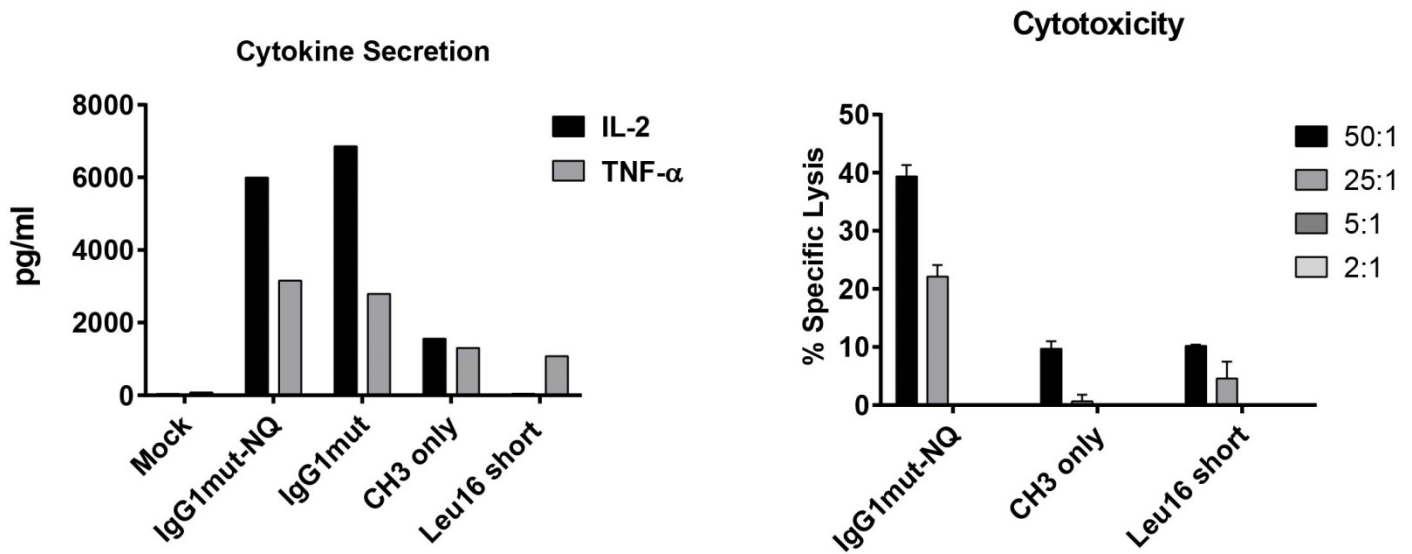 Cytokine Secretion
8000
6000
4000
2000
0
pg/ml
IL-2
TNF-α
Mock
IgG1mut-NQ
IgG1mut
CH3 only
Leu16 short
Cytotoxicity
50
40
30
20
10
0
% Specific Lysis
50:1
25:1
5:1
2:1
IgG1mut-NQ
CH3 only
Leu16 short